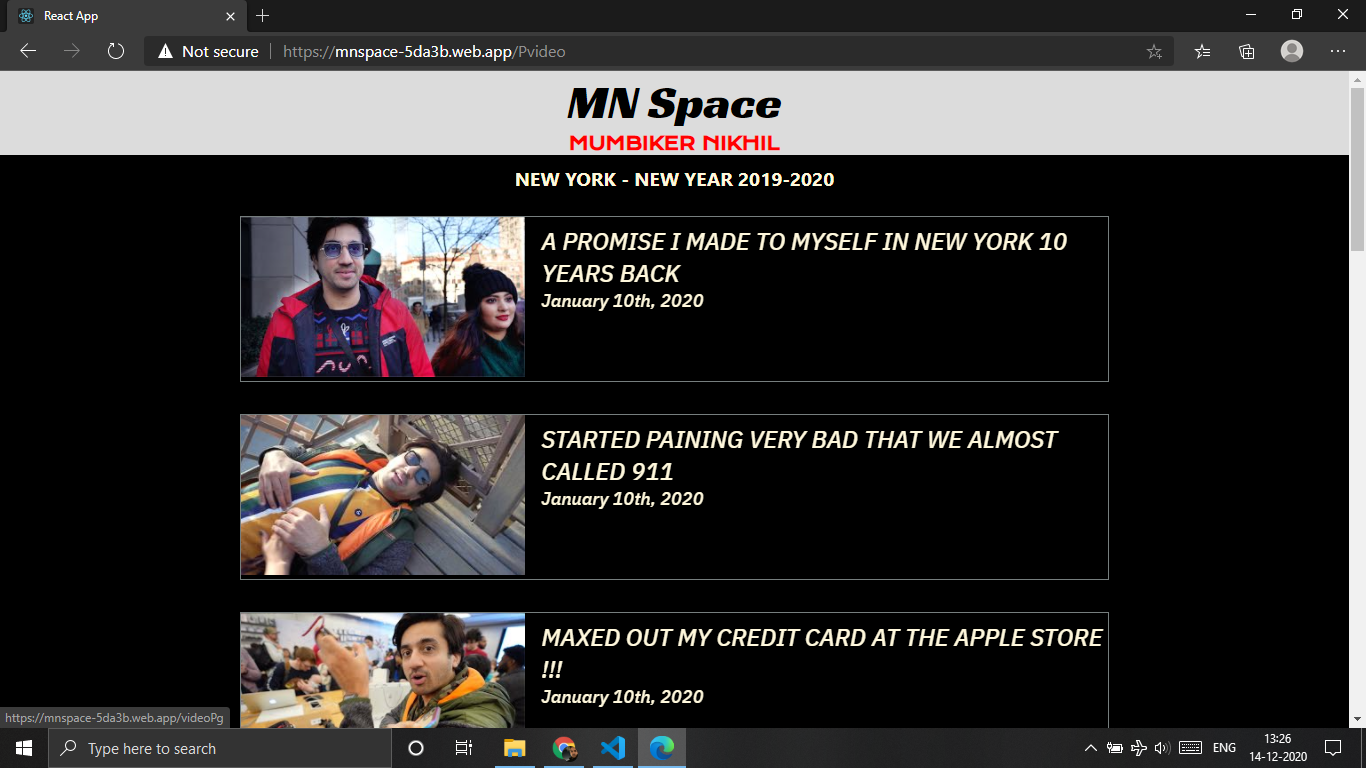 React App
Not secure
https://mnspace-5da3b.web.app/Pvideo
MN Space
MUMBIKER NIKHIL
NEW YORK - NEW YEAR 2019-2020
A PROMISE I MADE TO MYSELF IN NEW YORK 10
YEARS BACK
January 10th, 2020
STARTED PAINING VERY BAD THAT WE ALMOST
CALLED 911
January 10th, 2020
MAXED OUT MY CREDIT CARD AT THE APPLE STORE
!!!
January 10th, 2020
https://mnspace-5da3b.web.app/videoPg
Type here to search
ENG
13:26
14-12-2020